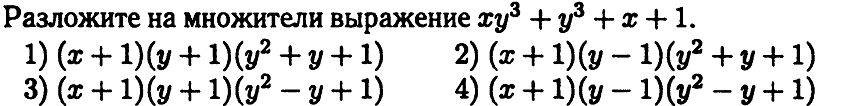 Разложите на множители выражение xy³ + y³ + x + 1.
1) (x + 1)(y + 1)(y² + y + 1) 2) (x + 1)(y − 1)(y² + y + 1)
3) (x + 1)(y + 1)(y² − y + 1) 4) (x + 1)(y − 1)(y² − y + 1)